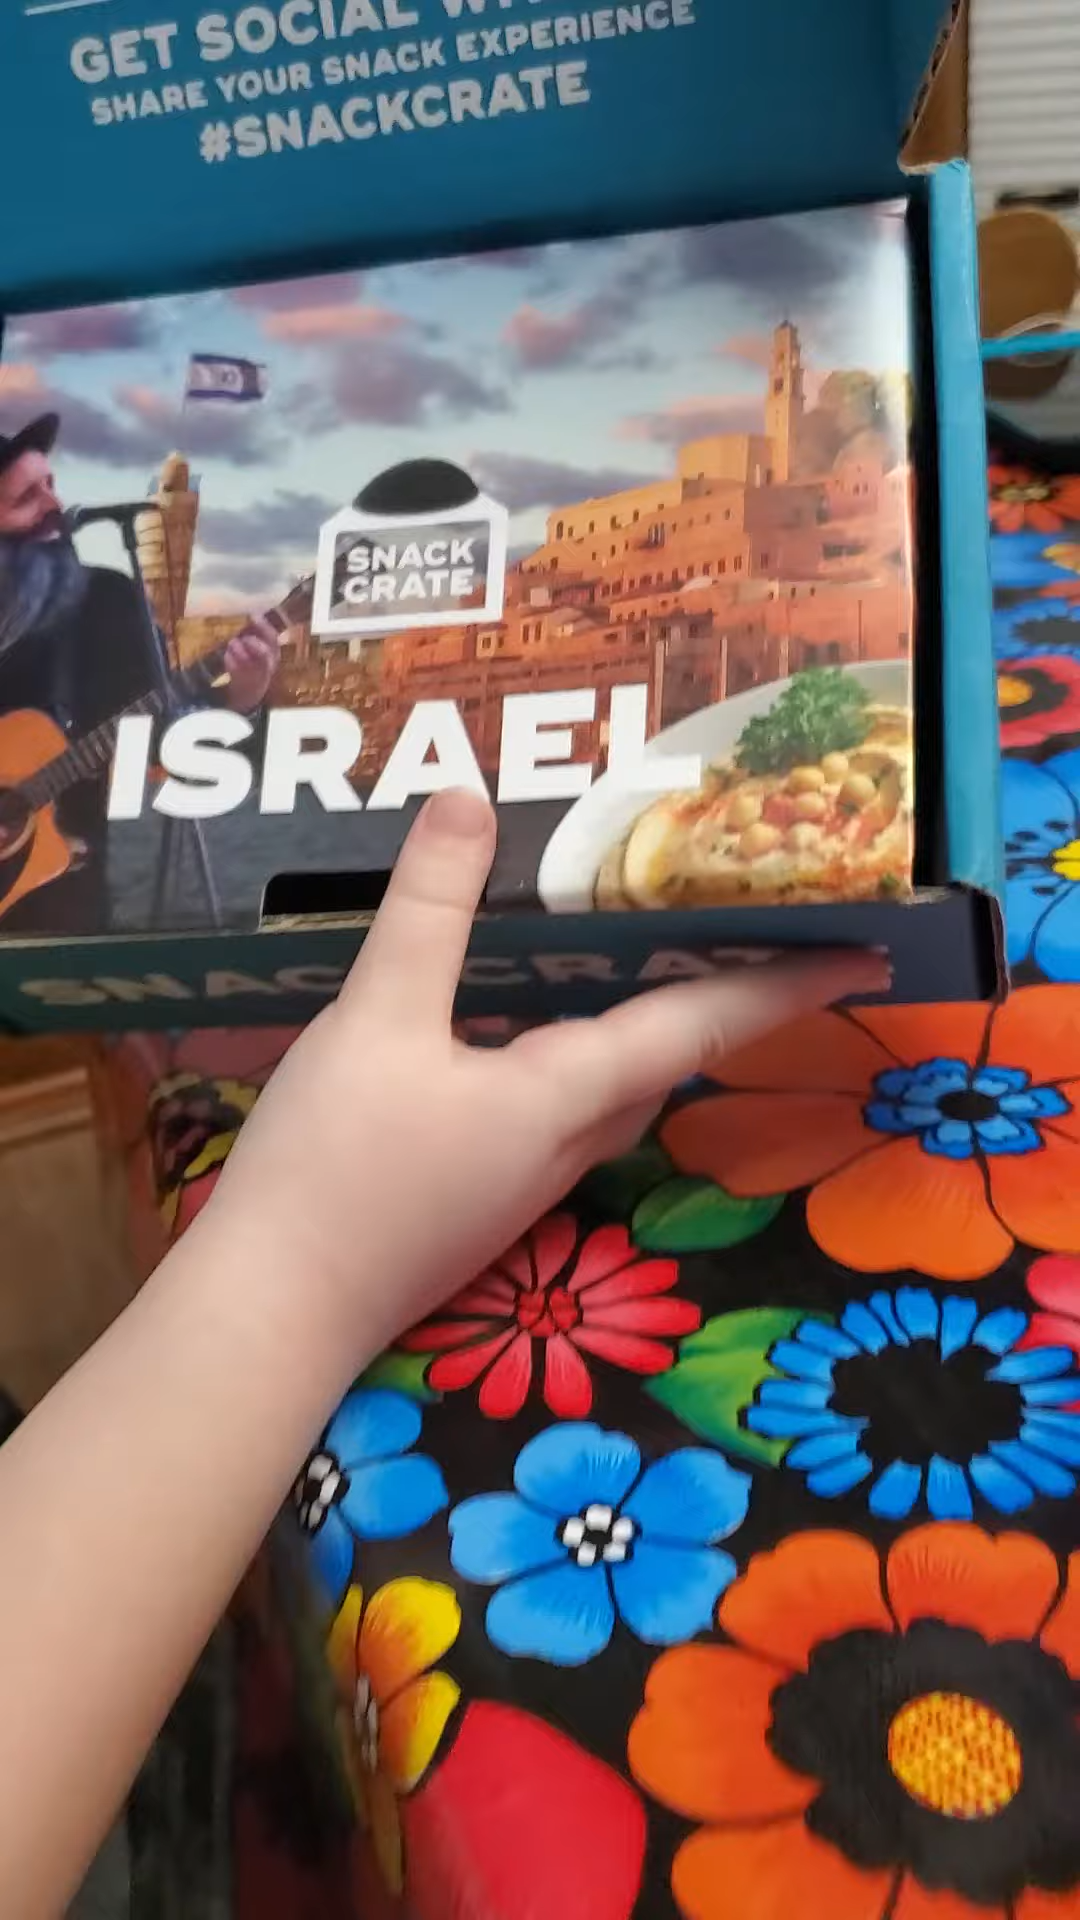 GET SOCIAL
SHARE YOUR SNACK EXPERIENCE
#SNACKCRATE
SNACK
CRATE
ISRAEL